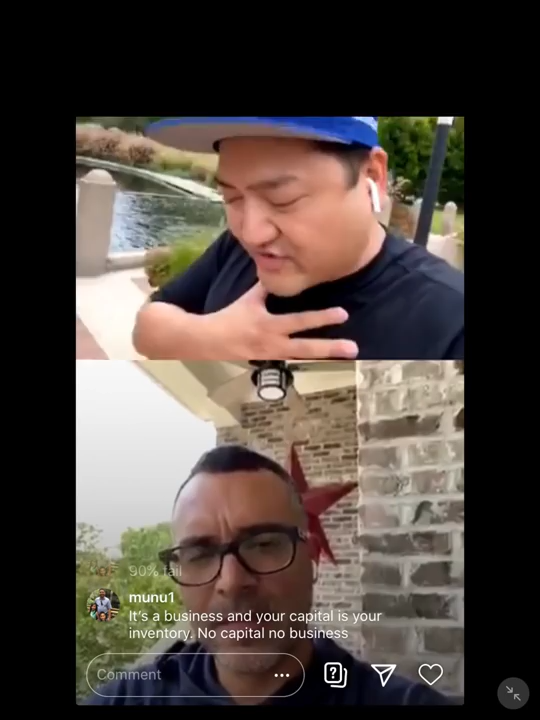 90% fail
munu1
It's a business and your capital is your
inventory. No capital no business
Comment
?